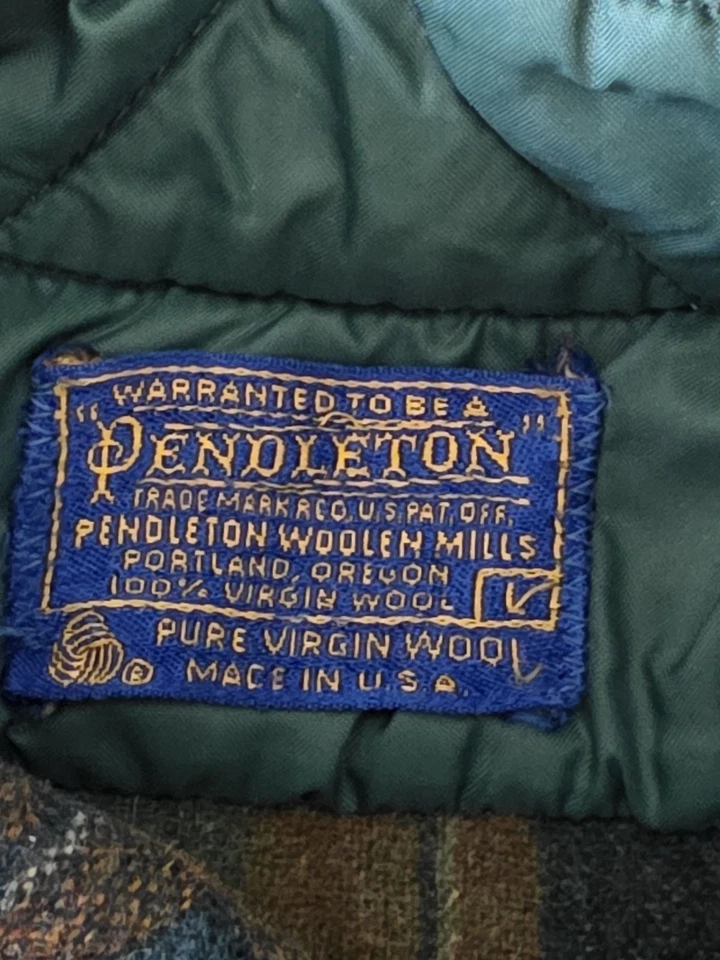 WARRANTED TO BE A
"PENDLETON"
TRADE MARK REG. U.S. PAT. OFF.
PENDLETON WOOLEN MILLS
PORTLAND, OREGON
100% VIRGIN WOOL
PURE VIRGIN WOOL
® MADE IN U.S.A.